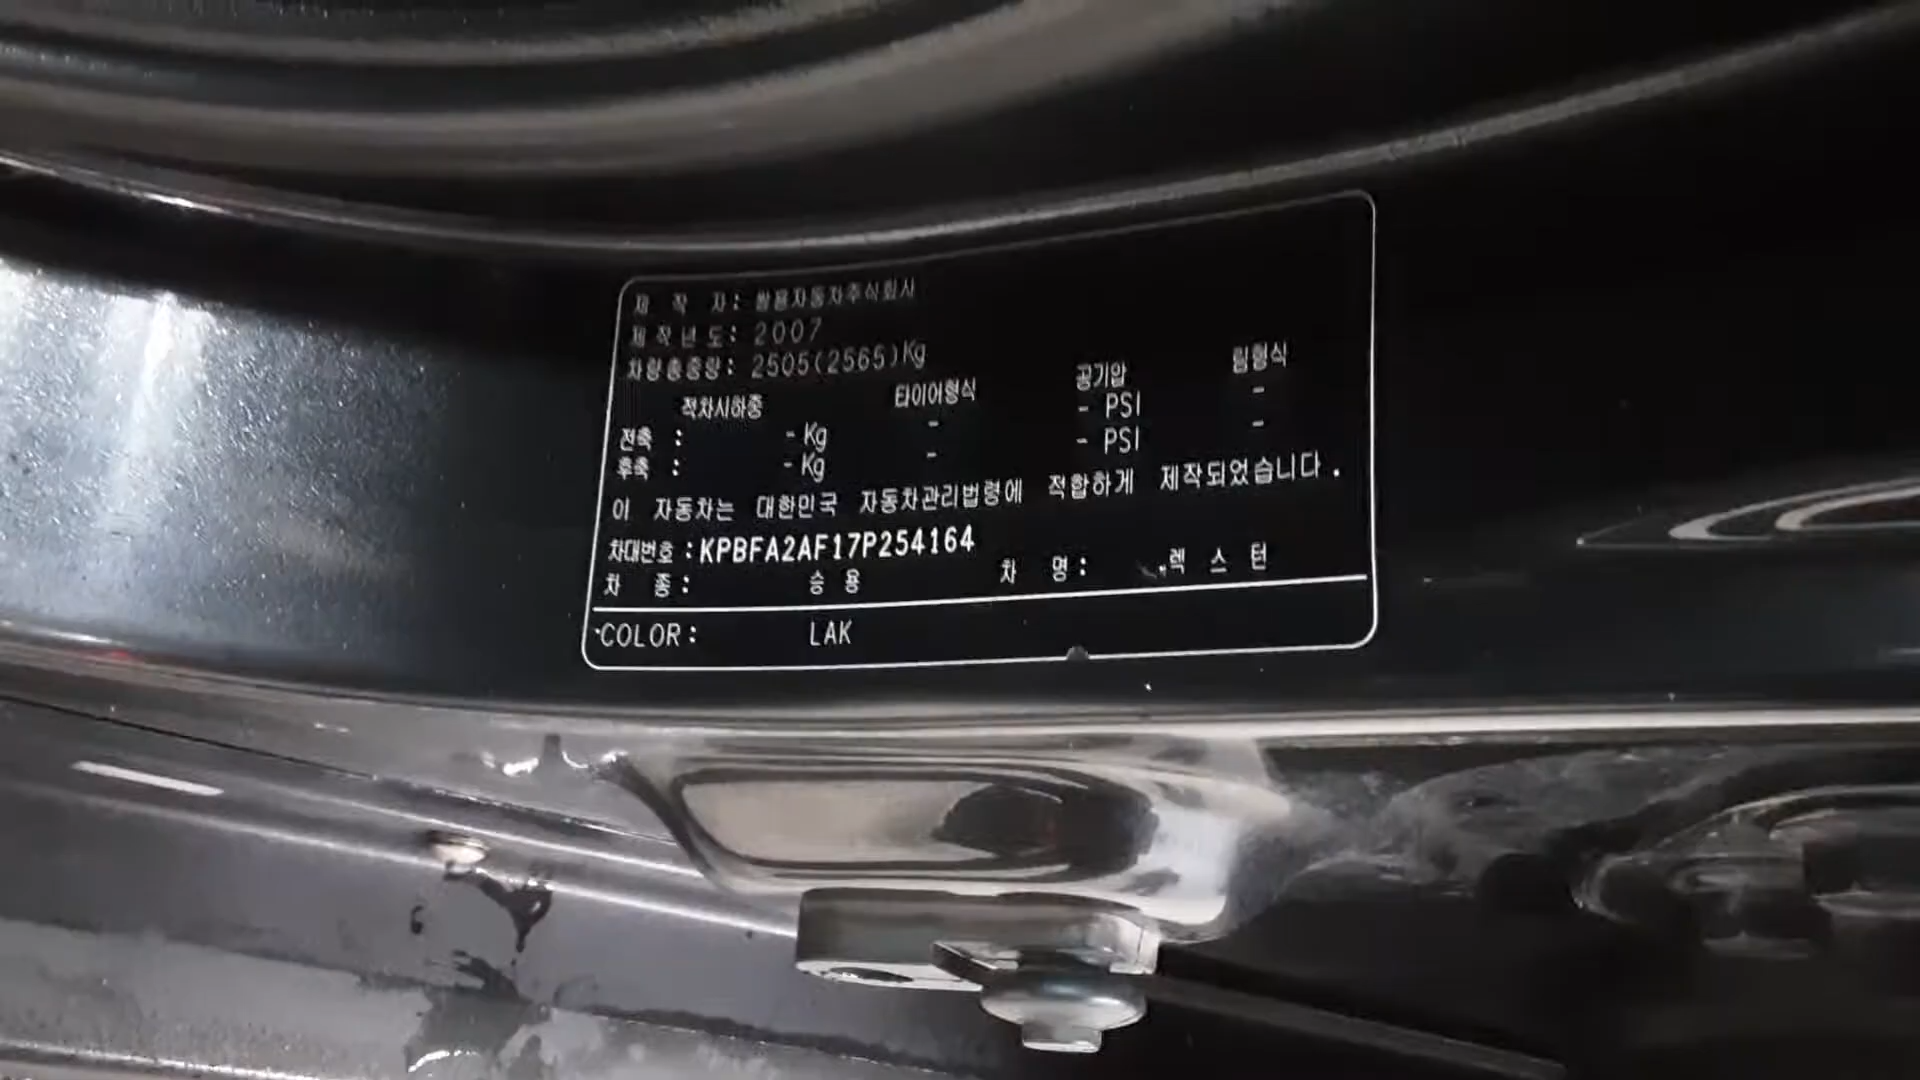 제 작 자: 쌍용자동차주식회사
제작년도: 2007
차량총중량: 2505(2565)Kg
적차시하중 타이어형식 공기압 림형식
전축 : -Kg - - PSI -
후축 : -Kg - - PSI -
이 자동차는 대한민국 자동차관리법령에 적합하게 제작되었습니다.
차대번호:KPBFA2AF17P254164
차 종: 승용 차 명: 렉스턴
COLOR: LAK